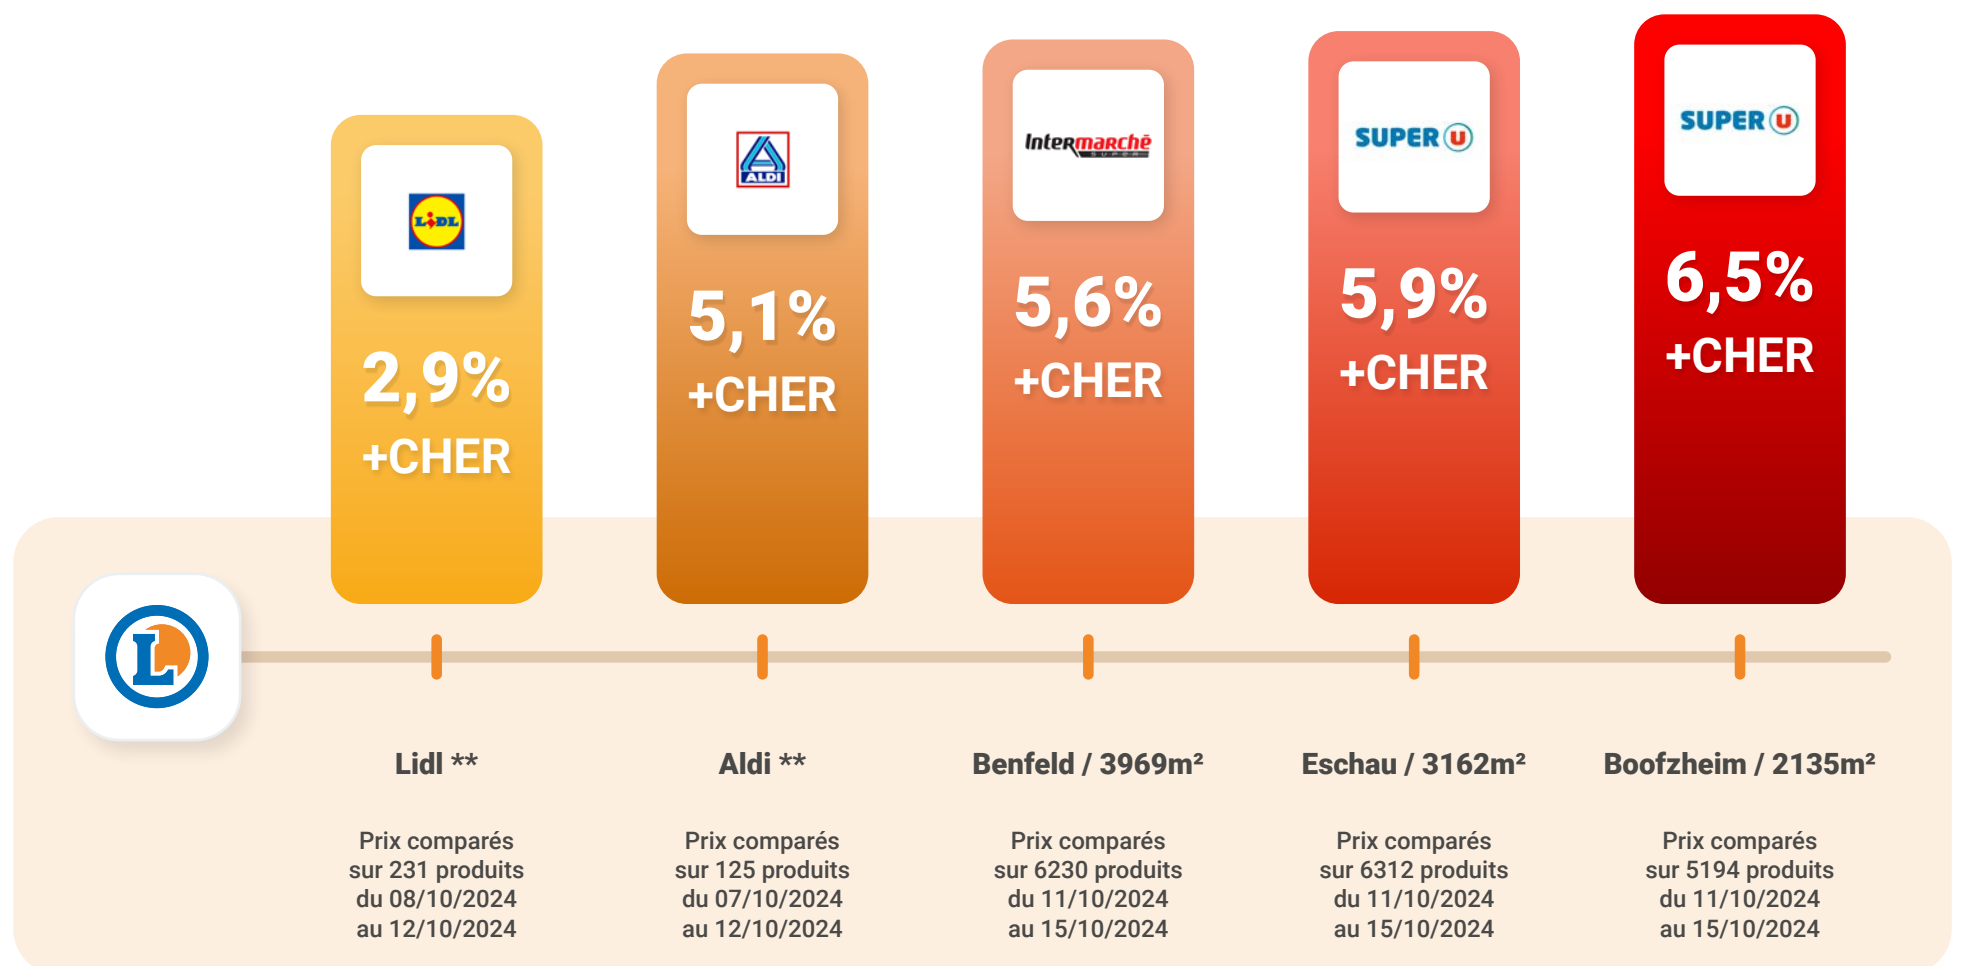 LIDL
2,9%
+CHER
ALDI
5,1%
+CHER
Intermarché
SUPER
5,6%
+CHER
SUPER U
5,9%
+CHER
SUPER U
6,5%
+CHER
L
Lidl **
Prix comparés
sur 231 produits
du 08/10/2024
au 12/10/2024
Aldi **
Prix comparés
sur 125 produits
du 07/10/2024
au 12/10/2024
Benfeld / 3969m²
Prix comparés
sur 6230 produits
du 11/10/2024
au 15/10/2024
Eschau / 3162m²
Prix comparés
sur 6312 produits
du 11/10/2024
au 15/10/2024
Boofzheim / 2135m²
Prix comparés
sur 5194 produits
du 11/10/2024
au 15/10/2024